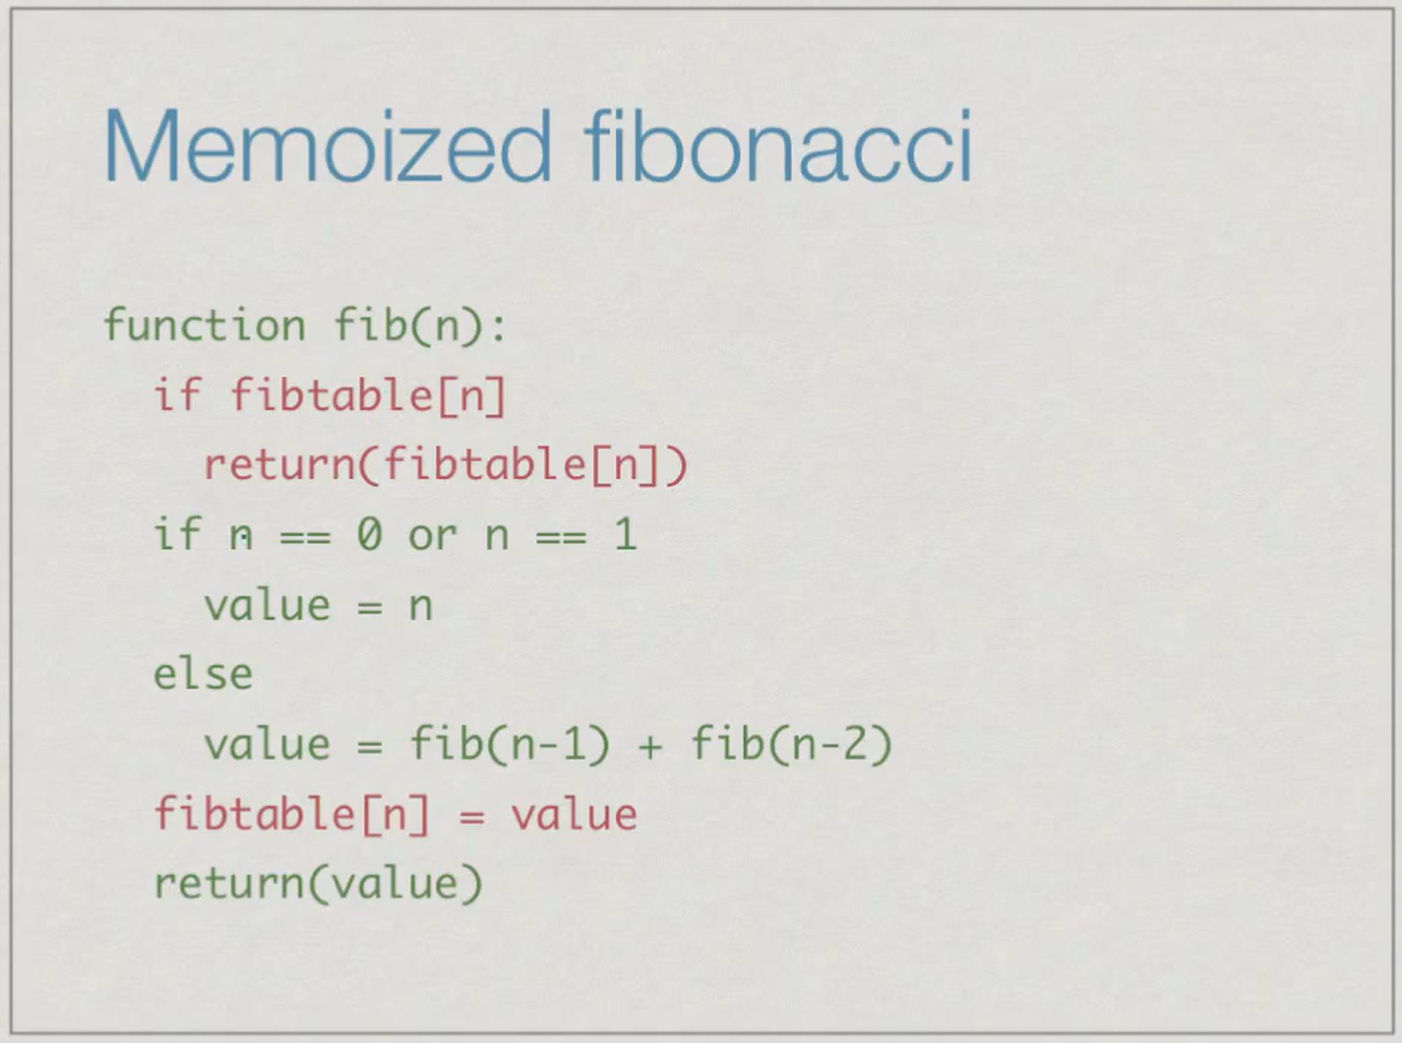 Memoized fibonacci
function fib(n):
  if fibtable[n]
    return(fibtable[n])
  if n == 0 or n == 1
    value = n
  else
    value = fib(n-1) + fib(n-2)
  fibtable[n] = value
  return(value)